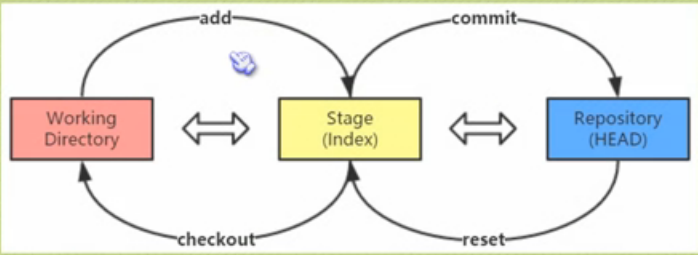 add
commit
Working
Directory
Stage
(Index)
Repository
(HEAD)
checkout
reset